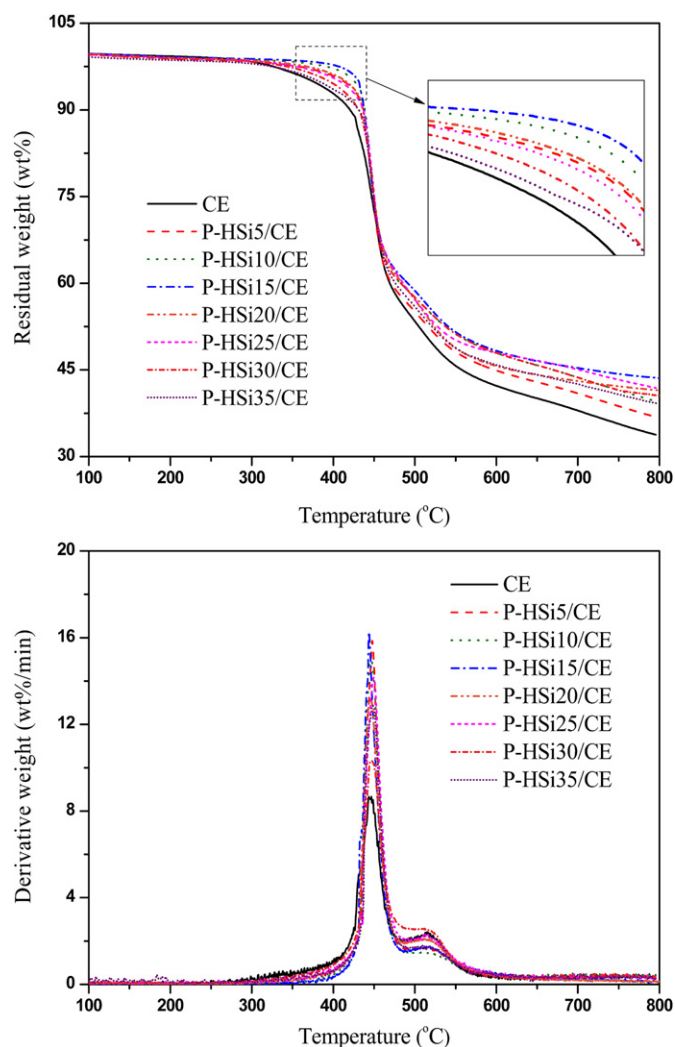 105
90
75
60
45
30
Residual weight (wt%)
CE
P-HSi5/CE
P-HSi10/CE
P-HSi15/CE
P-HSi20/CE
P-HSi25/CE
P-HSi30/CE
P-HSi35/CE
100 200 300 400 500 600 700 800
Temperature (°C)
20
16
12
8
4
0
Derivative weight (wt%/min)
CE
P-HSi5/CE
P-HSi10/CE
P-HSi15/CE
P-HSi20/CE
P-HSi25/CE
P-HSi30/CE
P-HSi35/CE
100 200 300 400 500 600 700 800
Temperature (°C)